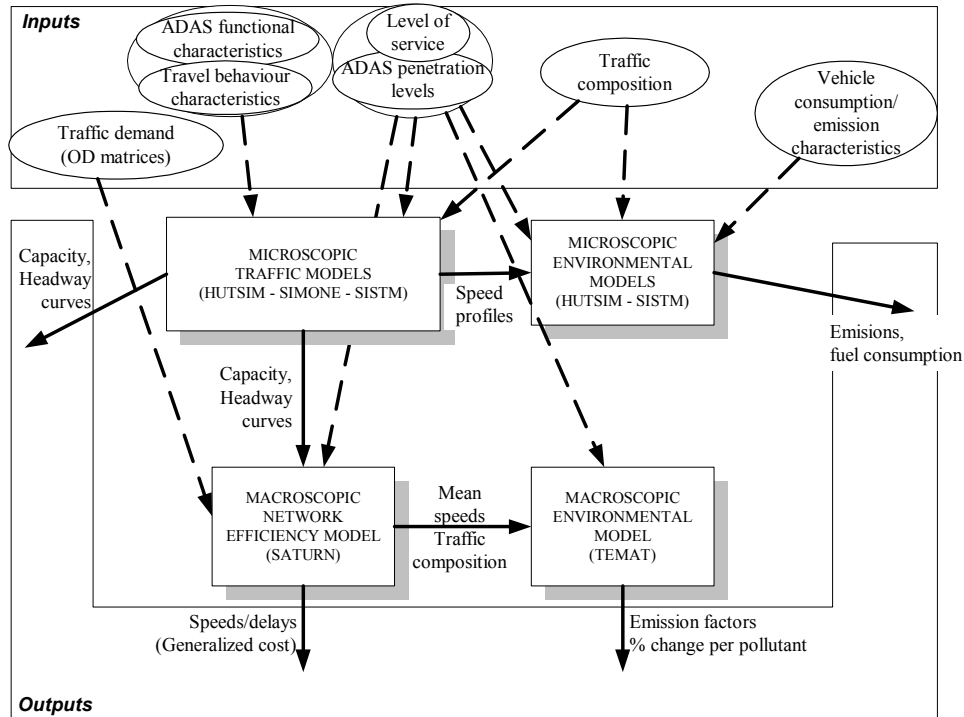 Inputs
ADAS functional
characteristics
Travel behaviour
characteristics
Level of
service
ADAS penetration
levels
Traffic
composition
Vehicle
consumption/
emission
characteristics
Traffic demand
(OD matrices)
Capacity,
Headway
curves
MICROSCOPIC
TRAFFIC MODELS
(HUTSIM - SIMONE - SISTM)
Speed
profiles
MICROSCOPIC
ENVIRONMENTAL
MODELS
(HUTSIM - SISTM)
Emisions,
fuel consumption
Capacity,
Headway
curves
MACROSCOPIC
NETWORK
EFFICIENCY MODEL
(SATURN)
Mean
speeds
Traffic
composition
MACROSCOPIC
ENVIRONMENTAL
MODEL
(TEMAT)
Speeds/delays
(Generalized cost)
Emission factors
% change per pollutant
Outputs